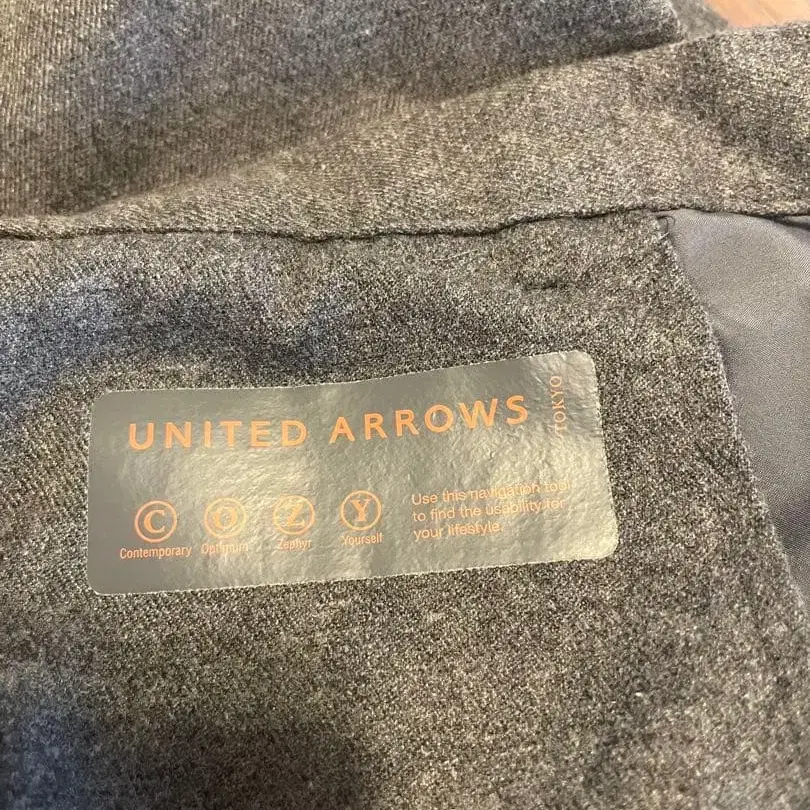 UNITED ARROWS
TOKYO
C O Z Y
Contemporary Optimum Zephyr Yourself
Use this navigation tool
to find the usability for
your lifestyle.